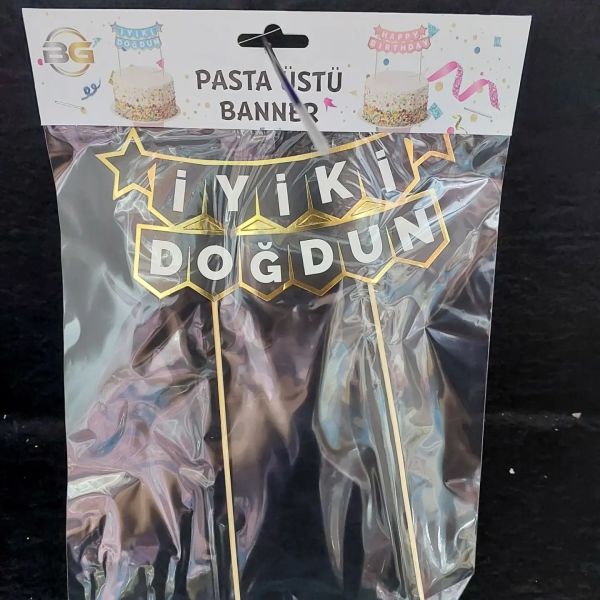 BG
İYİKİ
DOĞDUN
PASTA ÜSTÜ
BANNER
HAPPY
BIRTHDAY
İYİKİ
DOĞDUN